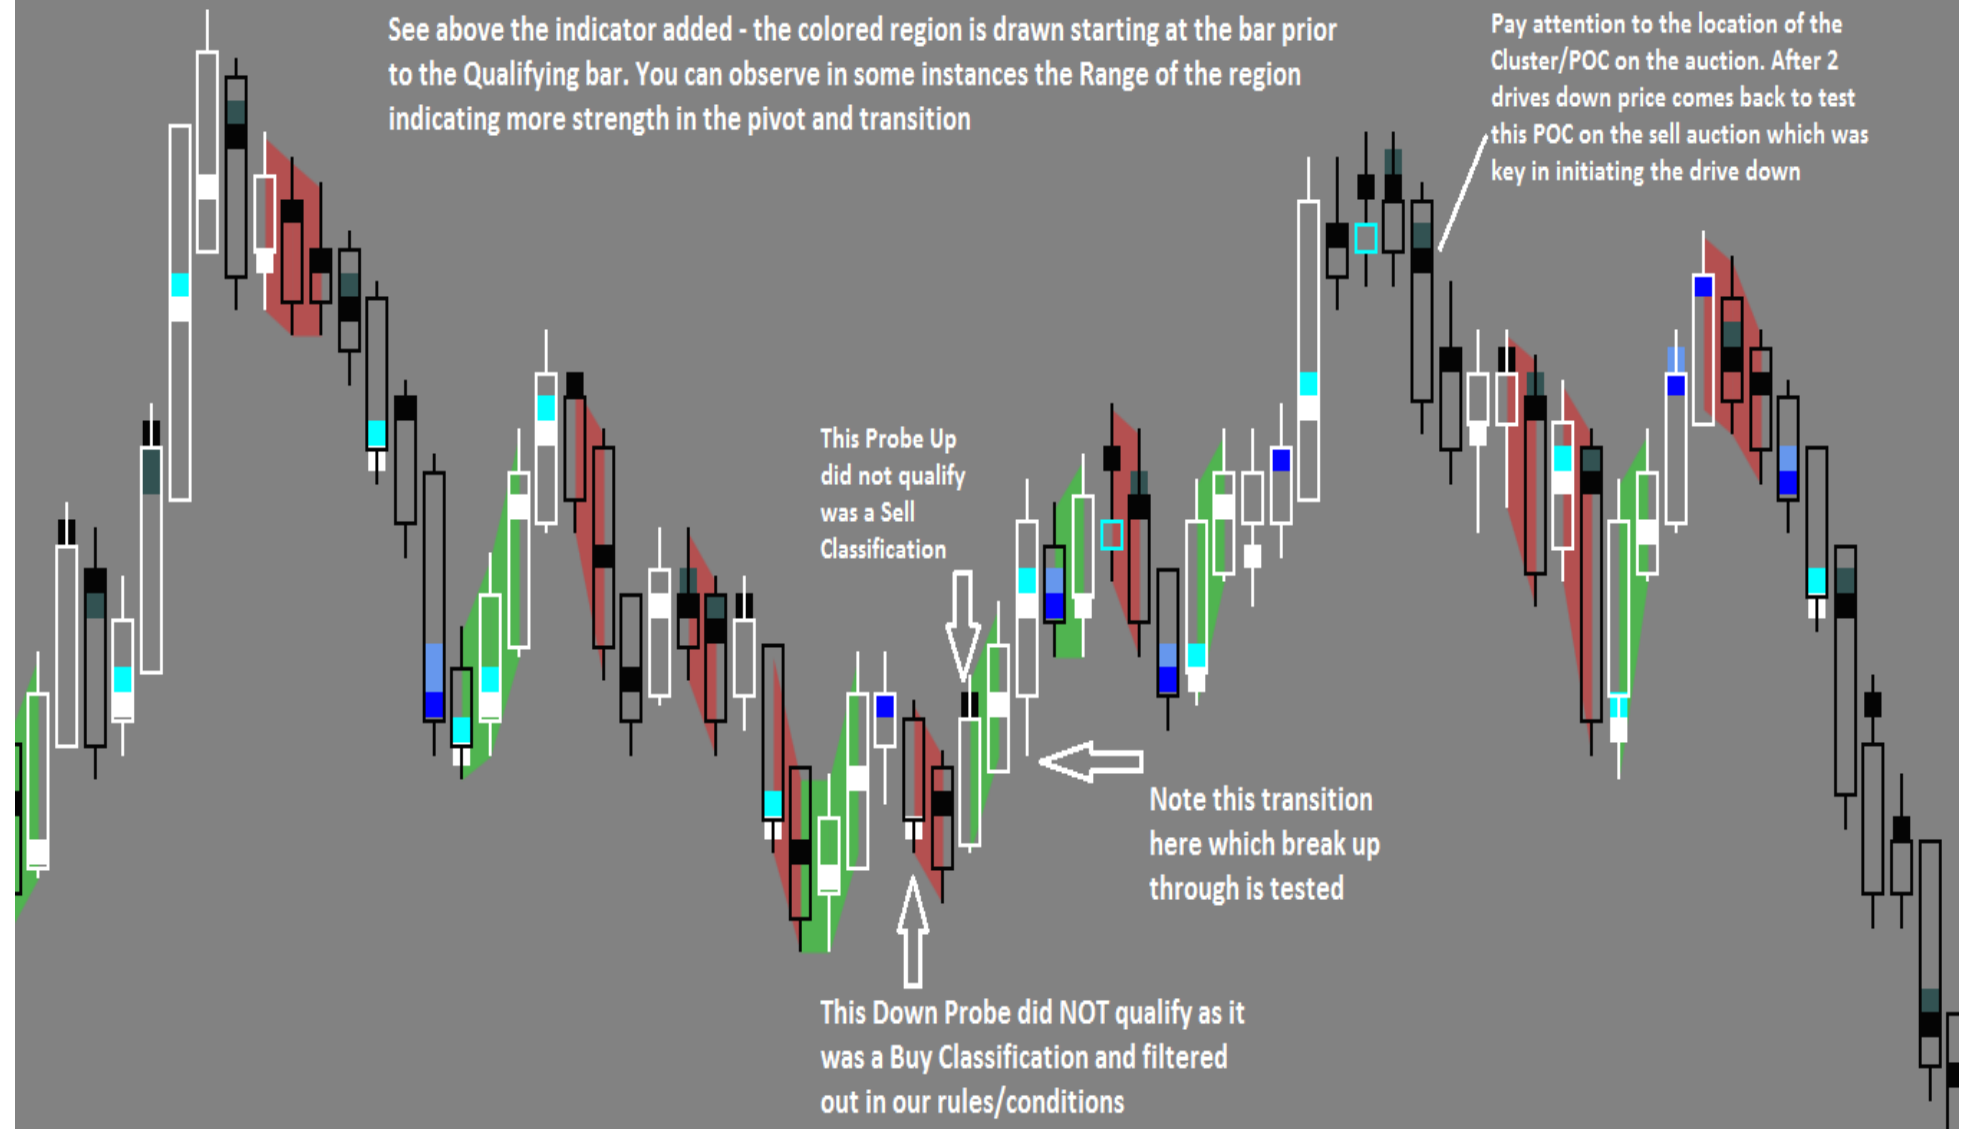 See above the indicator added - the colored region is drawn starting at the bar prior
to the Qualifying bar. You can observe in some instances the Range of the region
indicating more strength in the pivot and transition
Pay attention to the location of the
Cluster/POC on the auction. After 2
drives down price comes back to test
this POC on the sell auction which was
key in initiating the drive down
This Probe Up
did not qualify
was a Sell
Classification
Note this transition
here which break up
through is tested
This Down Probe did NOT qualify as it
was a Buy Classification and filtered
out in our rules/conditions